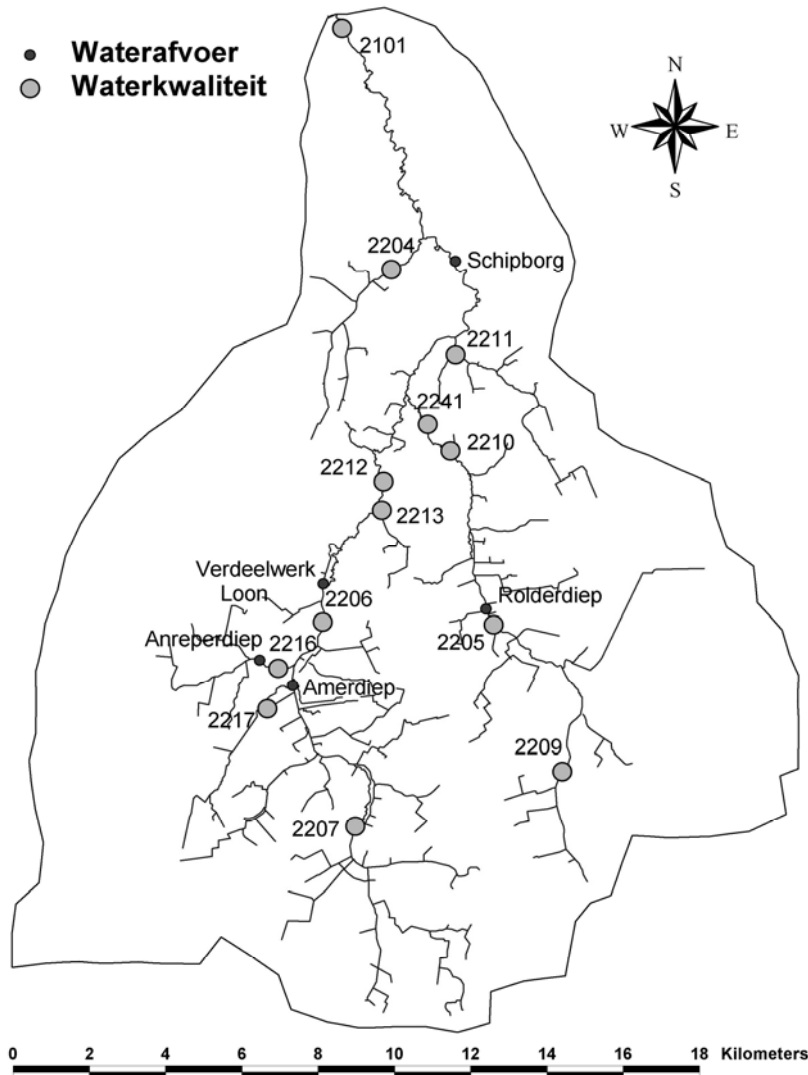 Waterafvoer
Waterkwaliteit
2101
N
W
E
S
2204
Schipborg
2211
2241
2210
2212
2213
Verdeelwerk
Loon
2206
Rolderdiep
Anreperdiep
2216
2205
Amerdiep
2217
2209
2207
0 2 4 6 8 10 12 14 16 18 Kilometers